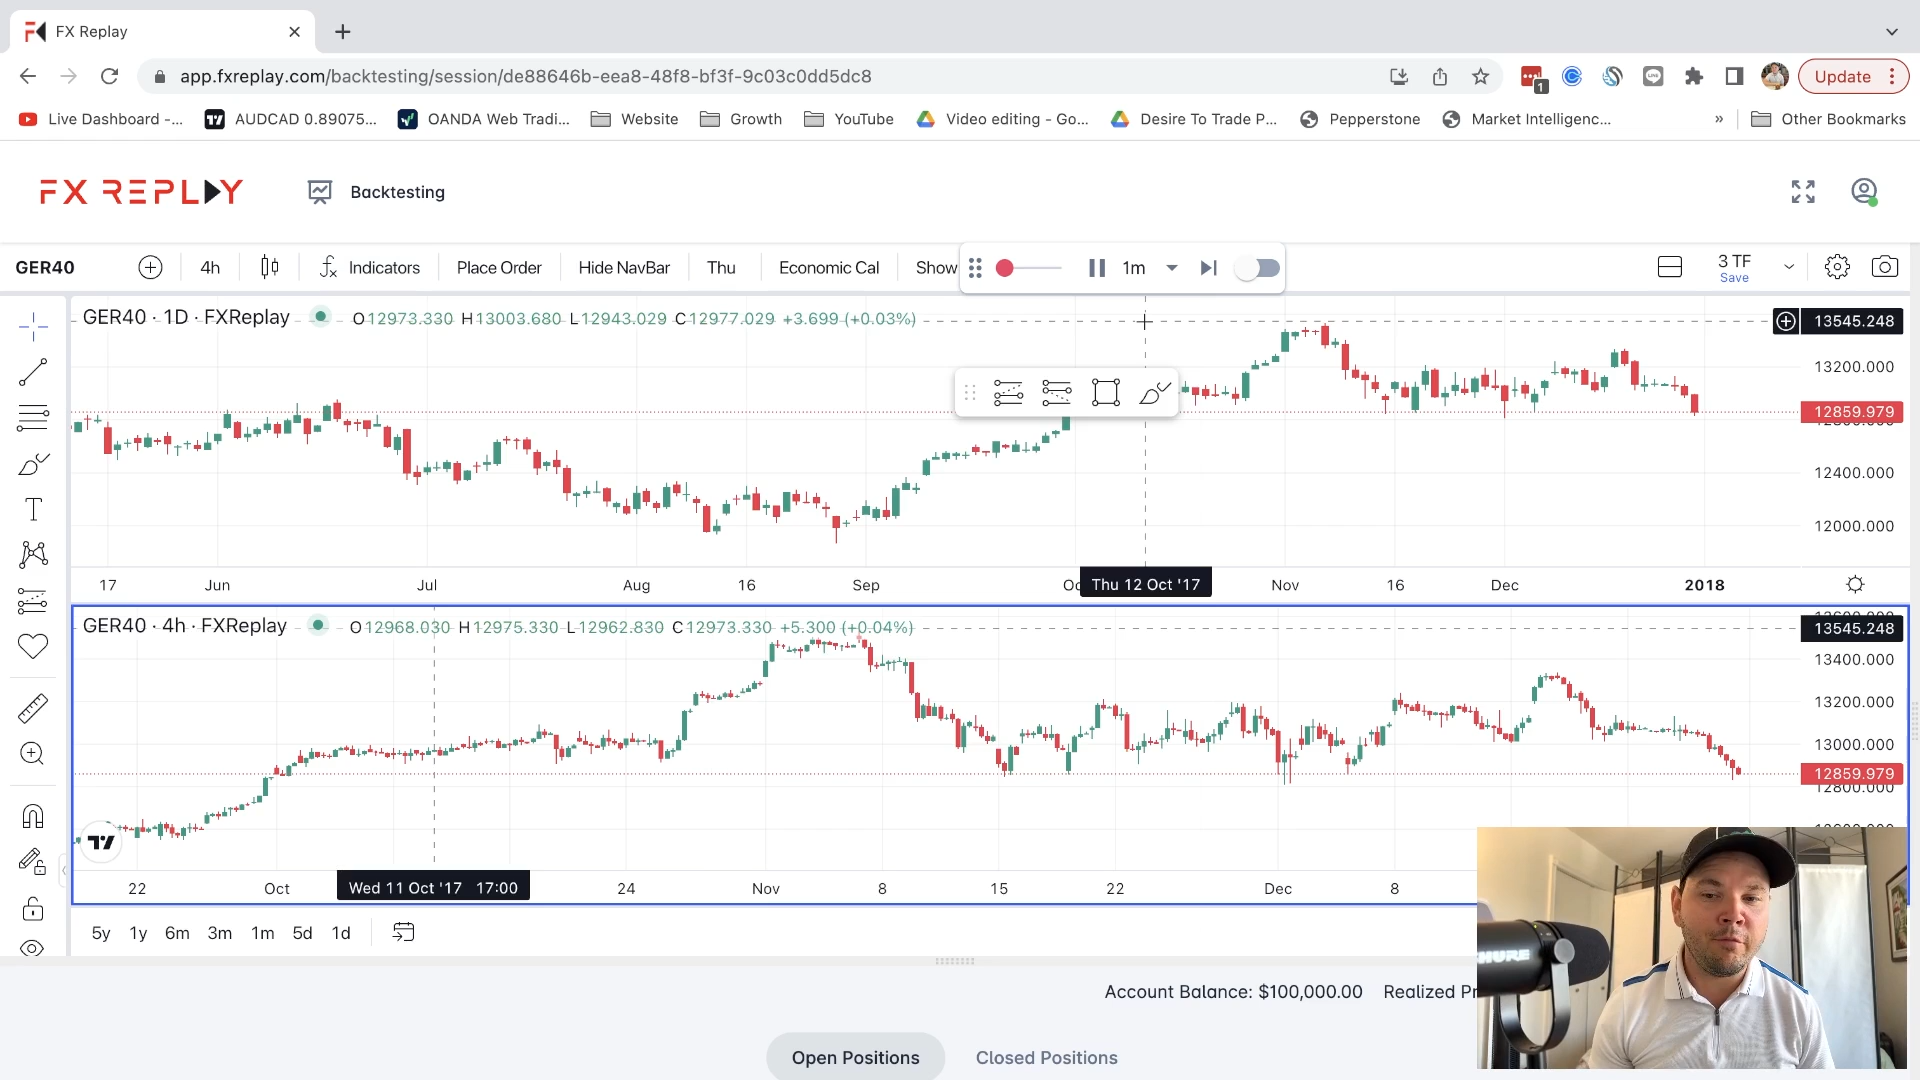 FX Replay
app.fxreplay.com/backtesting/session/de88646b-eea8-48f8-bf3f-9c03c0dd5dc8
1
Update
Live Dashboard -... AUDCAD 0.89075... OANDA Web Tradi... Website Growth YouTube Video editing - Go... Desire To Trade P... Pepperstone Market Intelligenc... » Other Bookmarks
FX REPLAY Backtesting
GER40 4h Indicators Place Order Hide NavBar Thu Economic Cal Show 1m 3 TF
Save
GER40 · 1D · FXReplay O12973.330 H13003.680 L12943.029 C12977.029 +3.699 (+0.03%) 13545.248
13200.000
12859.979
12400.000
12000.000
17 Jun Jul Aug 16 Sep Thu 12 Oct '17 Nov 16 Dec 2018
GER40 · 4h · FXReplay O12968.030 H12975.330 L12962.830 C12973.330 +5.300 (+0.04%) 13545.248
13400.000
13200.000
13000.000
12859.979
12800.000
22 Oct Wed 11 Oct '17 17:00 24 Nov 8 15 22 Dec 8
5y 1y 6m 3m 1m 5d 1d
Account Balance: $100,000.00 Realized
Open Positions Closed Positions